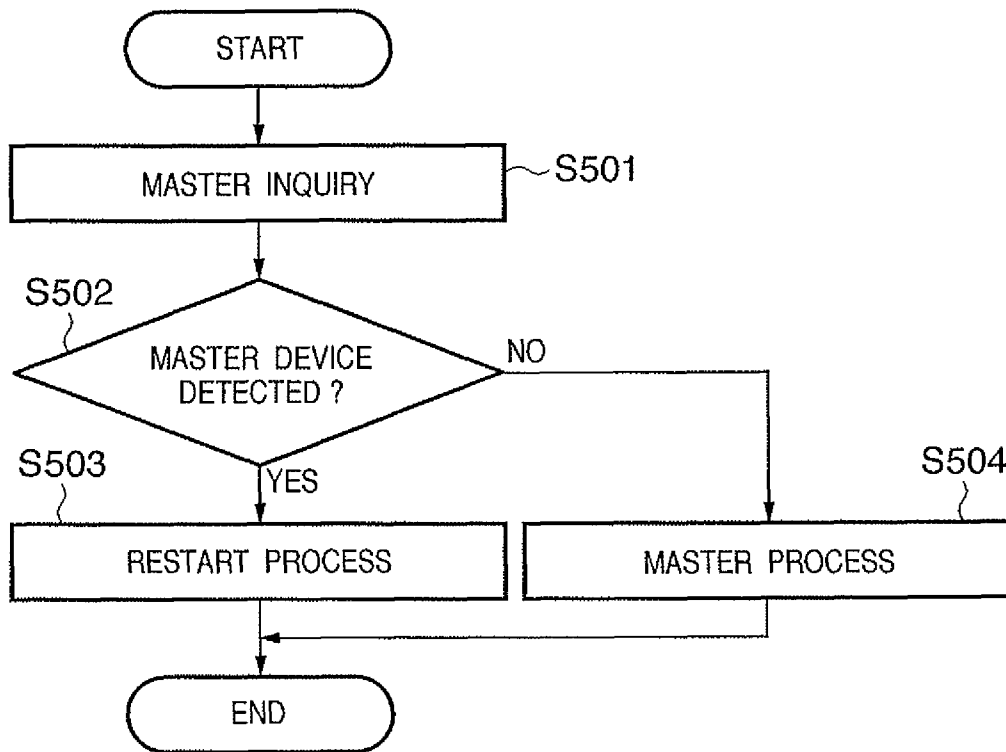 START
MASTER INQUIRY
S501
S502
MASTER DEVICE
DETECTED ?
NO
YES
S503
RESTART PROCESS
S504
MASTER PROCESS
END